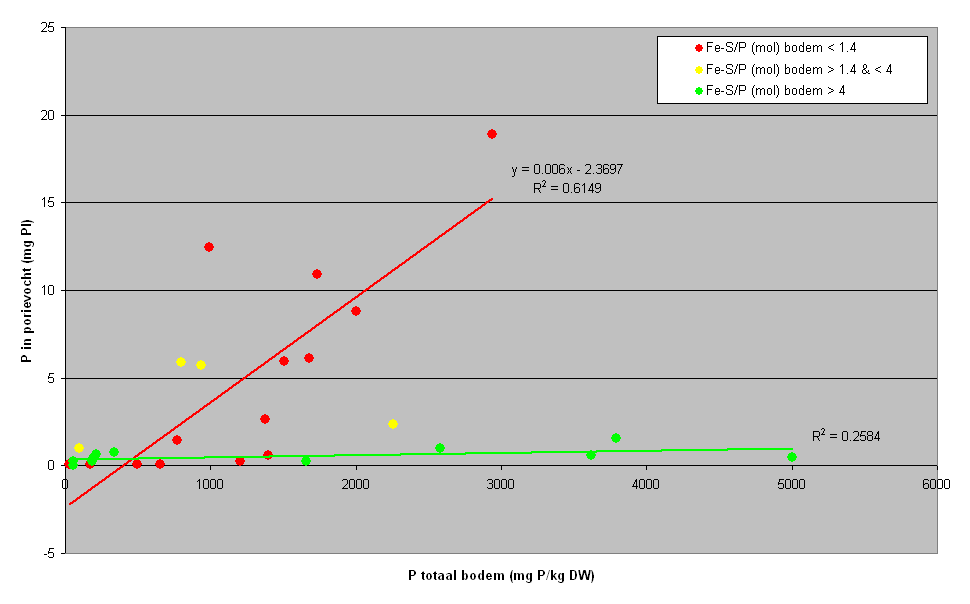 25
20
15
10
5
0
-5
P in porievocht (mg Pl)
Fe-S/P (mol) bodem < 1.4
Fe-S/P (mol) bodem > 1.4 & < 4
Fe-S/P (mol) bodem > 4
y = 0.006x - 2.3697
R² = 0.6149
R² = 0.2584
0 1000 2000 3000 4000 5000 6000
P totaal bodem (mg P/kg DW)